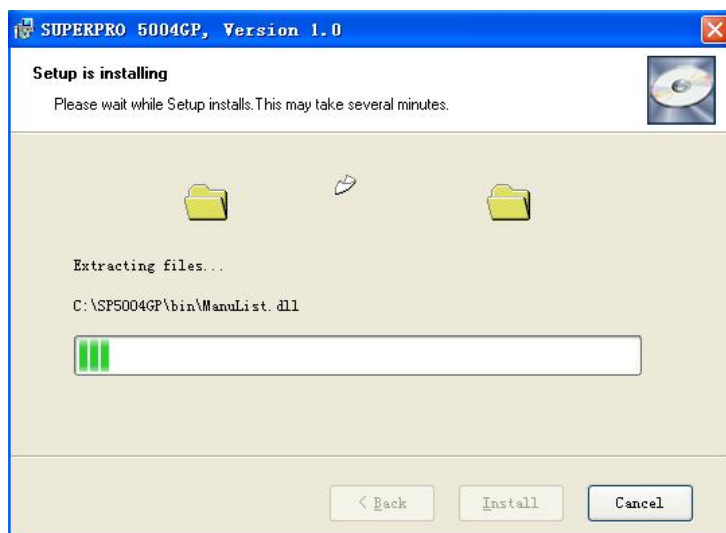 SUPERPRO 5004GP, Version 1.0
Setup is installing
Please wait while Setup installs.This may take several minutes.
Extracting files...
C:\SP5004GP\bin\ManuList.dll
< Back
Install
Cancel